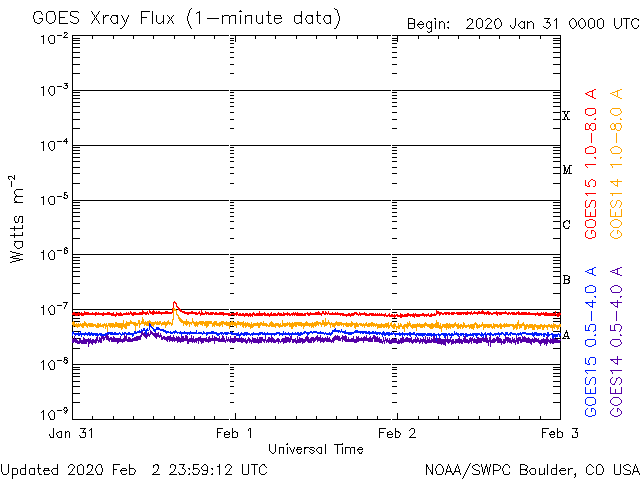 GOES Xray Flux (1-minute data)
Begin: 2020 Jan 31 0000 UTC
10⁻²
10⁻³
10⁻⁴
10⁻⁵
10⁻⁶
10⁻⁷
10⁻⁸
10⁻⁹
Watts m⁻²
X
M
C
B
A
GOES15 1.0-8.0 A
GOES14 1.0-8.0 A
GOES15 0.5-4.0 A
GOES14 0.5-4.0 A
Jan 31 Feb 1 Feb 2 Feb 3
Universal Time
Updated 2020 Feb 2 23:59:12 UTC
NOAA/SWPC Boulder, CO USA